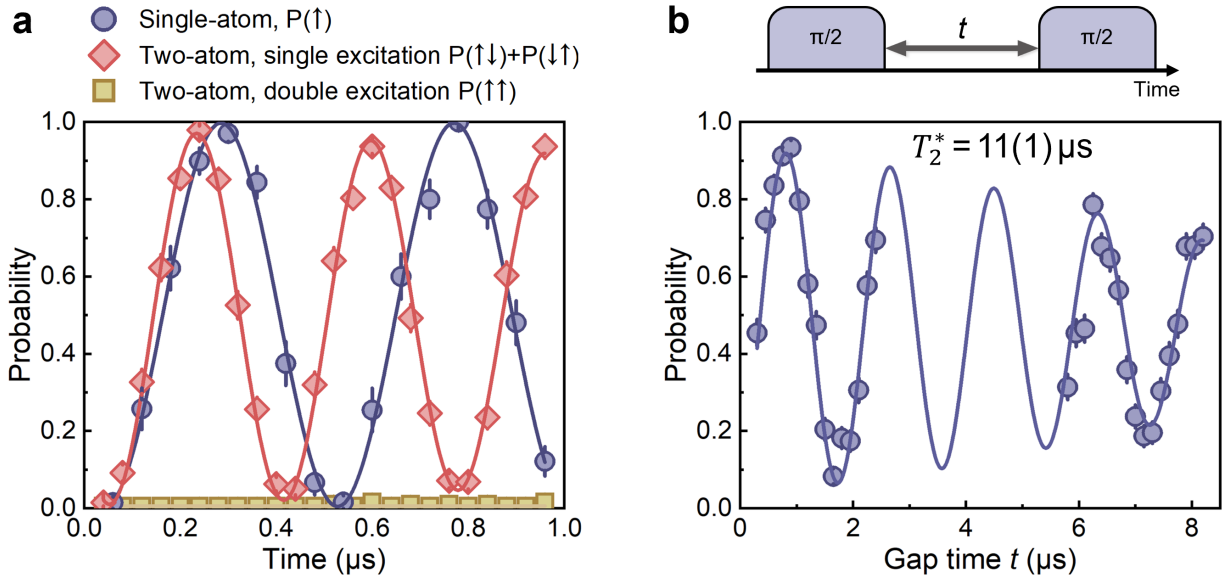 a
Single-atom, P(↑)
Two-atom, single excitation P(↑↓)+P(↓↑)
Two-atom, double excitation P(↑↑)
1.0
0.8
0.6
0.4
0.2
0.0
Probability
0.0 0.2 0.4 0.6 0.8 1.0
Time (μs)
b
π/2 t π/2
Time
T₂* = 11(1) μs
1.0
0.8
0.6
0.4
0.2
0.0
Probability
0 2 4 6 8
Gap time t (μs)